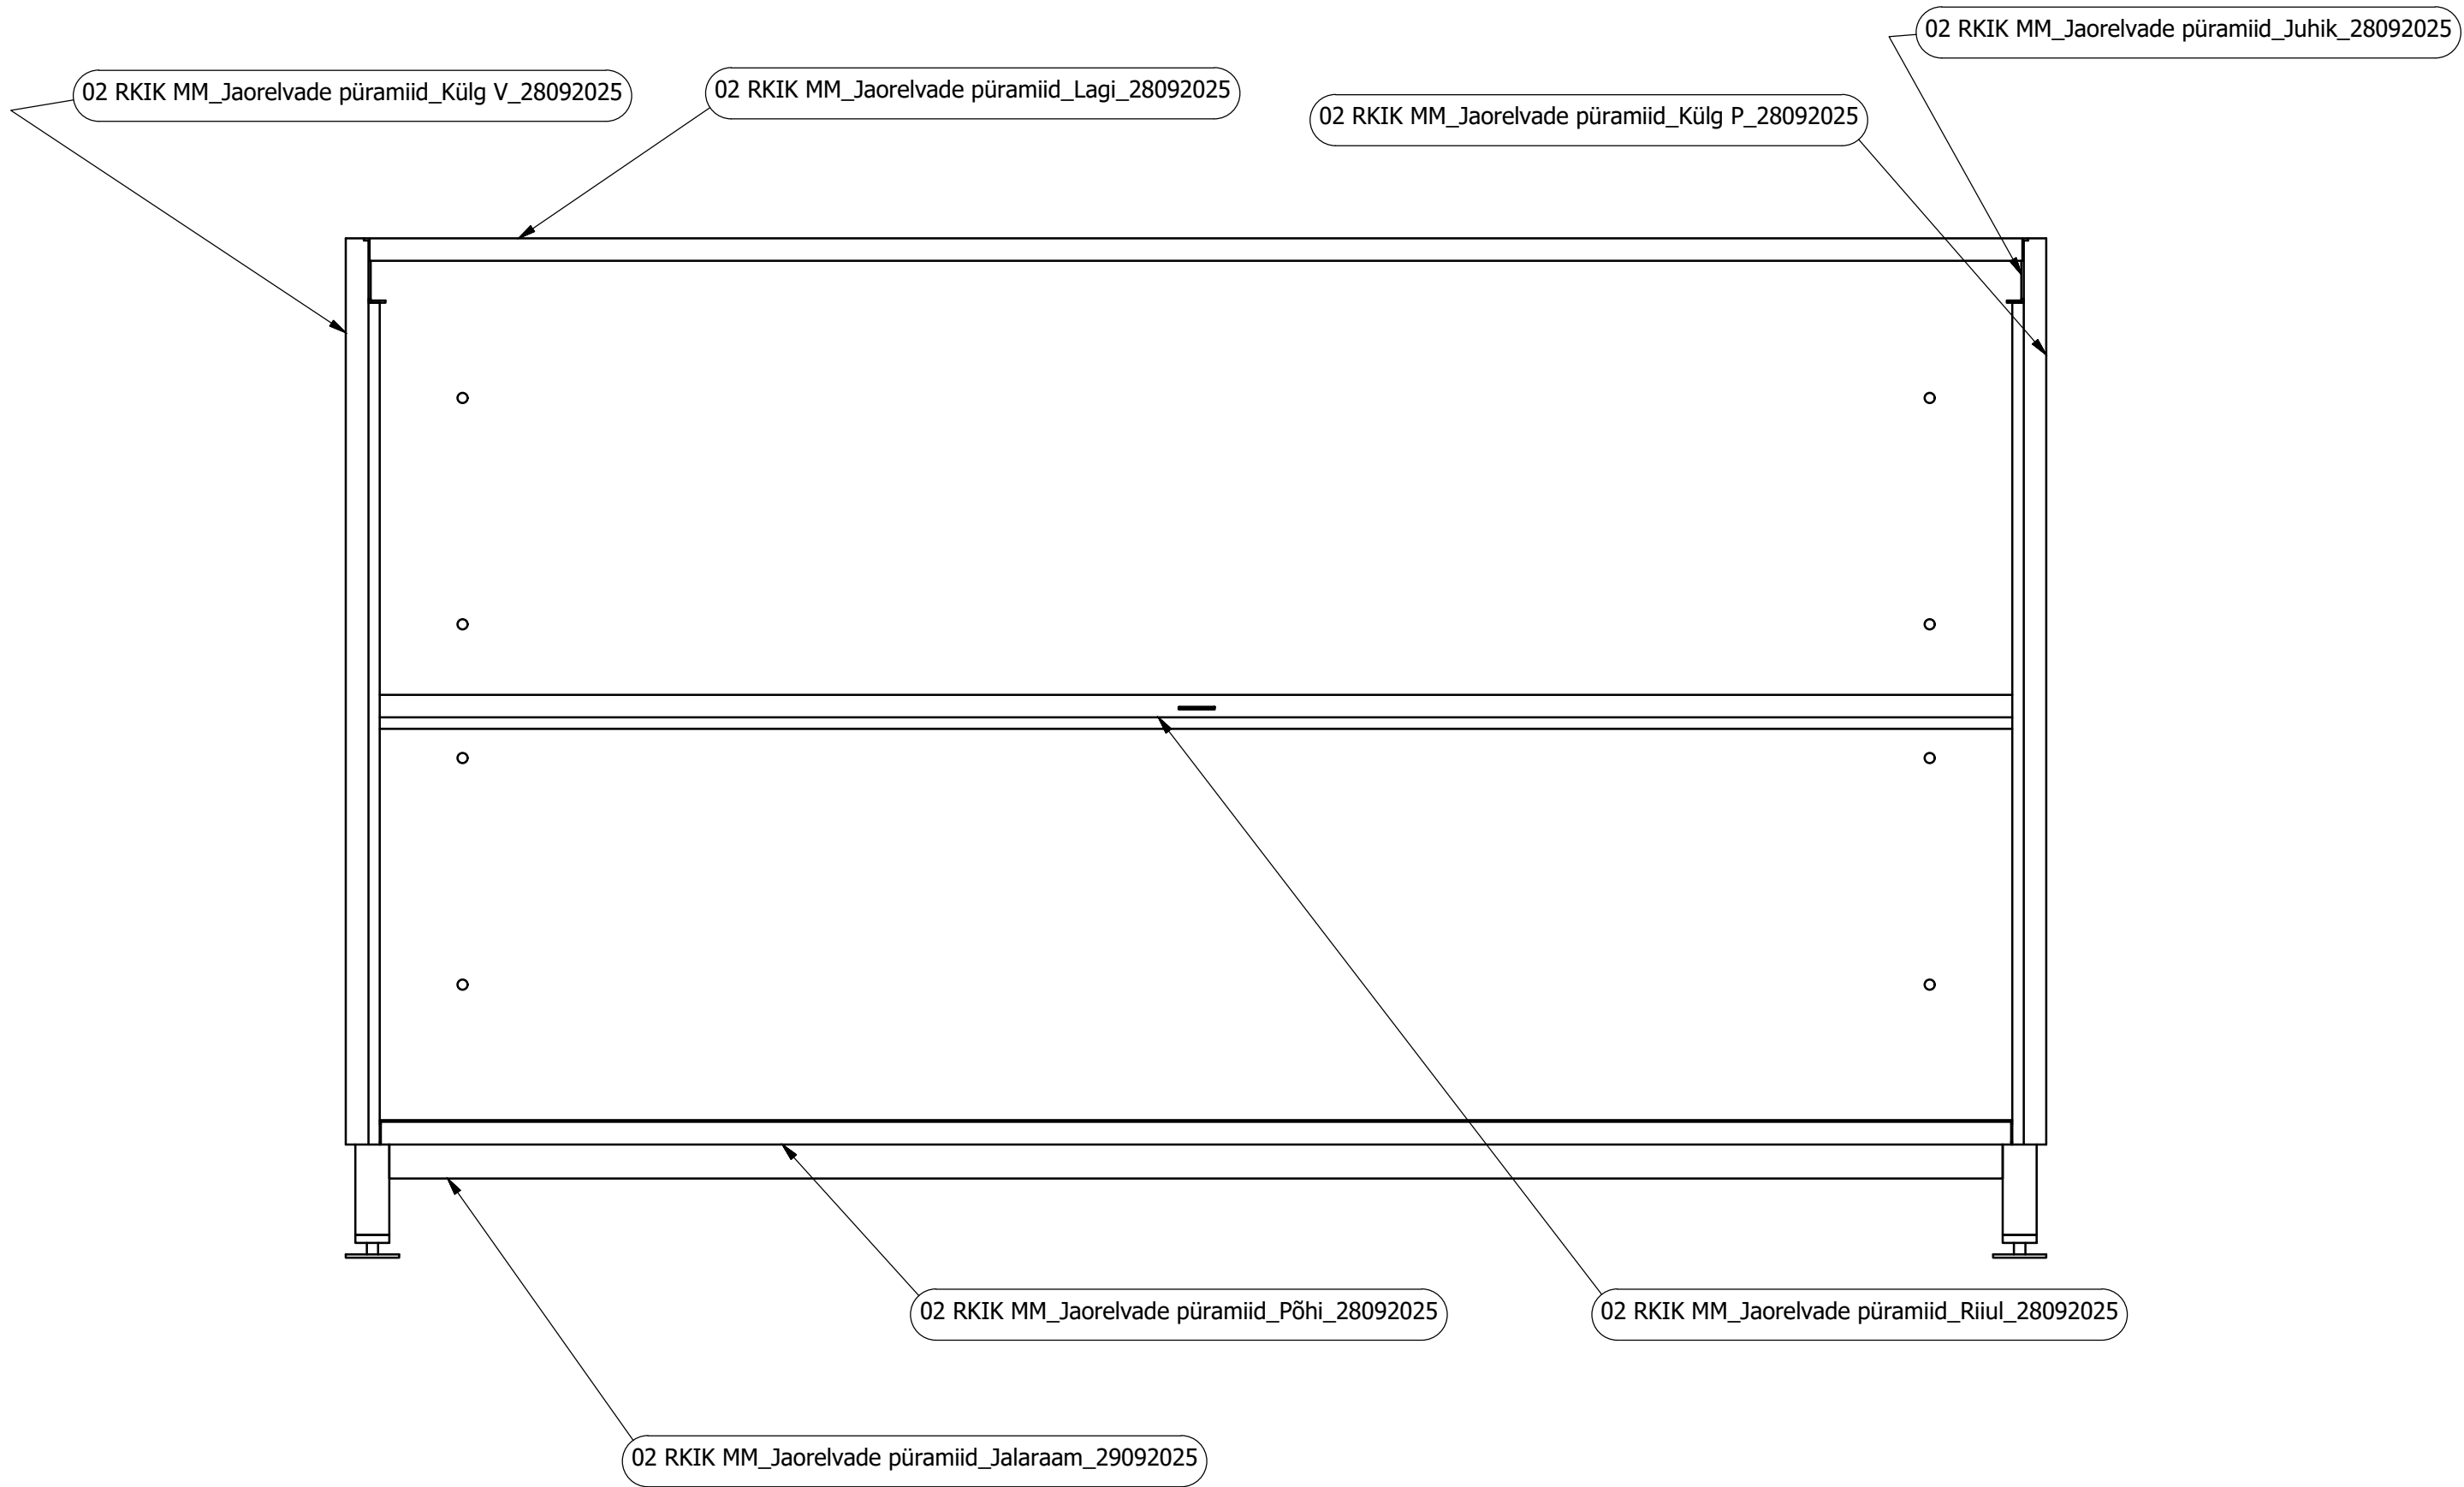 02 RKIK MM_Jaorelvade püramiid_Juhik_28092025
02 RKIK MM_Jaorelvade püramiid_Külg V_28092025
02 RKIK MM_Jaorelvade püramiid_Lagi_28092025
02 RKIK MM_Jaorelvade püramiid_Külg P_28092025
02 RKIK MM_Jaorelvade püramiid_Põhi_28092025
02 RKIK MM_Jaorelvade püramiid_Riiul_28092025
02 RKIK MM_Jaorelvade püramiid_Jalaraam_29092025